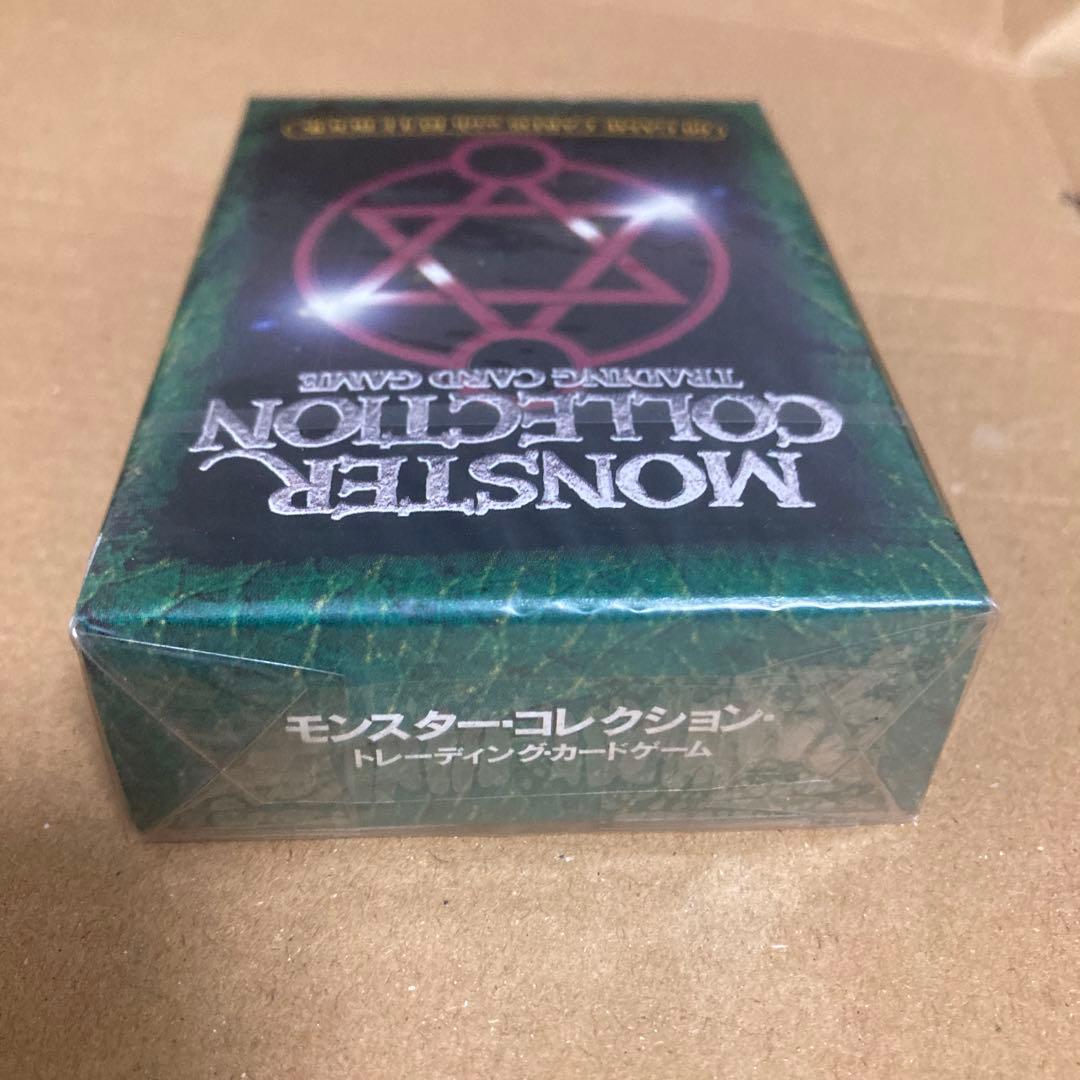 MONSTER
COLLECTION
TRADING CARD GAME
モンスター・コレクション・
トレーディング・カードゲーム